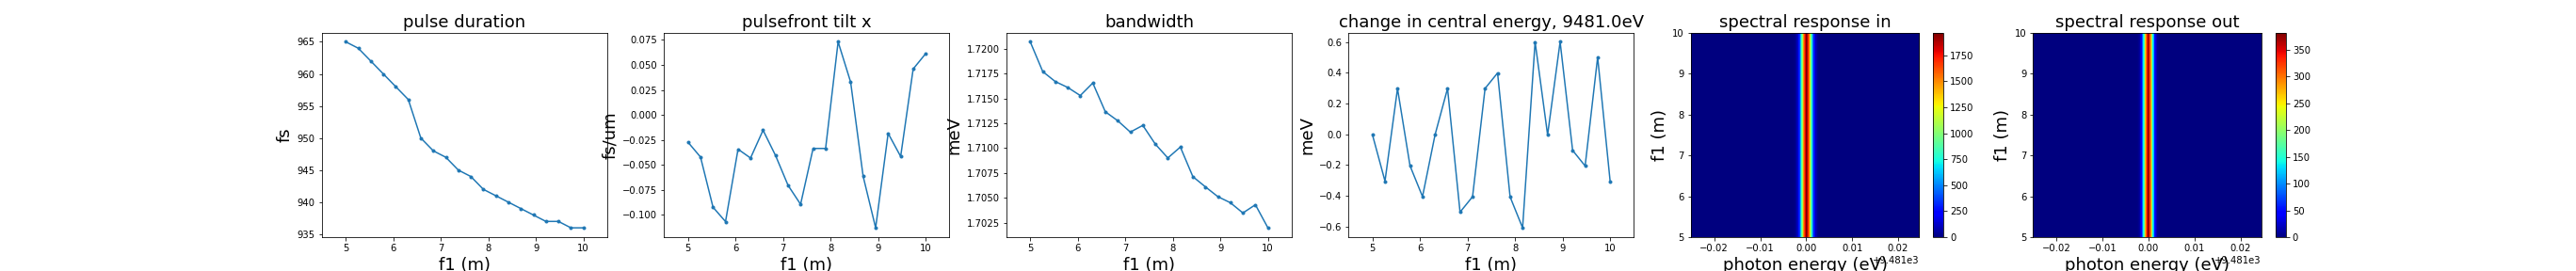 pulse duration
965
960
955
950
945
940
935
fs
5 6 7 8 9 10
f1 (m)
pulsefront tilt x
0.075
0.050
0.025
0.000
−0.025
−0.050
−0.075
−0.100
fs/um
5 6 7 8 9 10
f1 (m)
bandwidth
1.7200
1.7175
1.7150
1.7125
1.7100
1.7075
1.7050
1.7025
meV
5 6 7 8 9 10
f1 (m)
change in central energy, 9481.0eV
0.6
0.4
0.2
0.0
−0.2
−0.4
−0.6
meV
5 6 7 8 9 10
f1 (m)
spectral response in
10
9
8
7
6
5
f1 (m)
−0.02 −0.01 0.00 0.01 0.02
+9.481e3
photon energy (eV)
1750
1500
1250
1000
750
500
250
0
spectral response out
10
9
8
7
6
5
f1 (m)
−0.02 −0.01 0.00 0.01 0.02
+9.481e3
photon energy (eV)
350
300
250
200
150
100
50
0